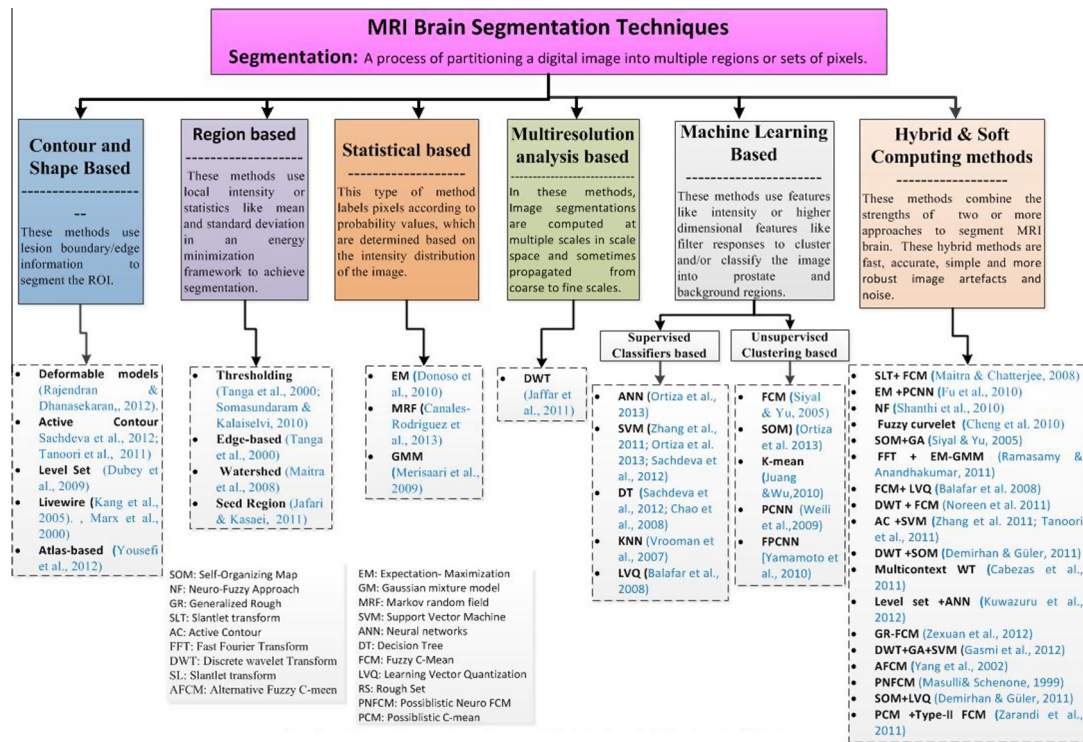 MRI Brain Segmentation Techniques
Segmentation: A process of partitioning a digital image into multiple regions or sets of pixels.
Contour and
Shape Based
-------------------
--
These methods use
lesion boundary/edge
information to
segment the ROI.
Region based
--------------------
These methods use
local intensity or
statistics like mean
and standard deviation
in an energy
minimization
framework to achieve
segmentation.
Statistical based
--------------------
This type of method
labels pixels according to
probability values, which
are determined based on
the intensity distribution
of the image.
Multiresolution
analysis based
--------------------
In these methods,
Image segmentations
are computed at
multiple scales in scale
space and sometimes
propagated from
coarse to fine scales.
Machine Learning
Based
--------------------
These methods use features
like intensity or higher
dimensional features like
filter responses to cluster
and/or classify the image
into prostate and
background regions.
Hybrid & Soft
Computing methods
------------------
These methods combine the
strengths of two or more
approaches to segment MRI
brain. These hybrid methods are
fast, accurate, simple and more
robust image artefacts and
noise.
Supervised
Classifiers based
Unsupervised
Clustering based
• Deformable models
(Rajendran &
Dhanasekaran,, 2012).
• Active Contour
Sachdeva et al., 2012;
Tanoori et al., 2011)
• Level Set (Dubey et
al., 2009)
• Livewire (Kang et al.,
2005). , Marx et al.,
2000)
• Atlas-based (Yousefi
et al., 2012)
• Thresholding
(Tanga et al., 2000;
Somasundaram &
Kalaiselvi, 2010)
• Edge-based (Tanga
et al., 2000)
• Watershed (Maitra
et al., 2008)
• Seed Region (Jafari
& Kasaei, 2011)
• EM (Donoso et
al., 2010)
• MRF (Canales-
Rodriguez et al.,
2013)
• GMM
(Merisaari et al.,
2009)
• DWT
(Jaffar et
al., 2011)
• ANN (Ortiza et al.,
2013)
• SVM (Zhang et al.,
2011; Ortiza et al.
2013; Sachdeva et
al., 2012)
• DT (Sachdeva et
al., 2012; Chao et
al., 2008)
• KNN (Vrooman et
al., 2007)
• LVQ (Balafar et al.,
2008)
• FCM (Siyal
& Yu, 2005)
• SOM) (Ortiza
et al. 2013)
• K-mean
(Juang
&Wu,2010)
• PCNN (Weili
et al.,2009)
• FPCNN
[Yamamoto et
al., 2010)
• SLT+ FCM (Maitra & Chatterjee, 2008)
• EM +PCNN (Fu et al., 2010)
• NF (Shanthi et al., 2010)
• Fuzzy curvelet (Cheng et al. 2010)
• SOM+GA (Siyal & Yu, 2005)
• FFT + EM-GMM (Ramasamy &
Anandhakumar, 2011)
• FCM+ LVQ (Balafar et al. 2008)
• DWT + FCM (Noreen et al. 2011)
• AC +SVM (Zhang et al. 2011; Tanoori
et al., 2011)
• DWT +SOM (Demirhan & Güler, 2011)
• Multicontext WT (Cabezas et al.,
2011)
• Level set +ANN (Kuwazuru et al.,
2012)
• GR-FCM (Zexuan et al., 2012)
• DWT+GA+SVM (Gasmi et al., 2012)
• AFCM (Yang et al., 2002)
• PNFCM (Masulli& Schenone, 1999)
• SOM+LVQ (Demirhan & Güler, 2011)
• PCM +Type-II FCM (Zarandi et al.,
2011)
SOM: Self-Organizing Map
NF: Neuro-Fuzzy Approach
GR: Generalized Rough
SLT: Slantlet transform
AC: Active Contour
FFT: Fast Fourier Transform
DWT: Discrete wavelet Transform
SL: Slantlet transform
AFCM: Alternative Fuzzy C-meen
EM: Expectation- Maximization
GM: Gaussian mixture model
MRF: Markov random field
SVM: Support Vector Machine
ANN: Neural networks
DT: Decision Tree
FCM: Fuzzy C-Mean
LVQ: Learning Vector Quantization
RS: Rough Set
PNFCM: Possiblistic Neuro FCM
PCM: Possiblistic C-mean